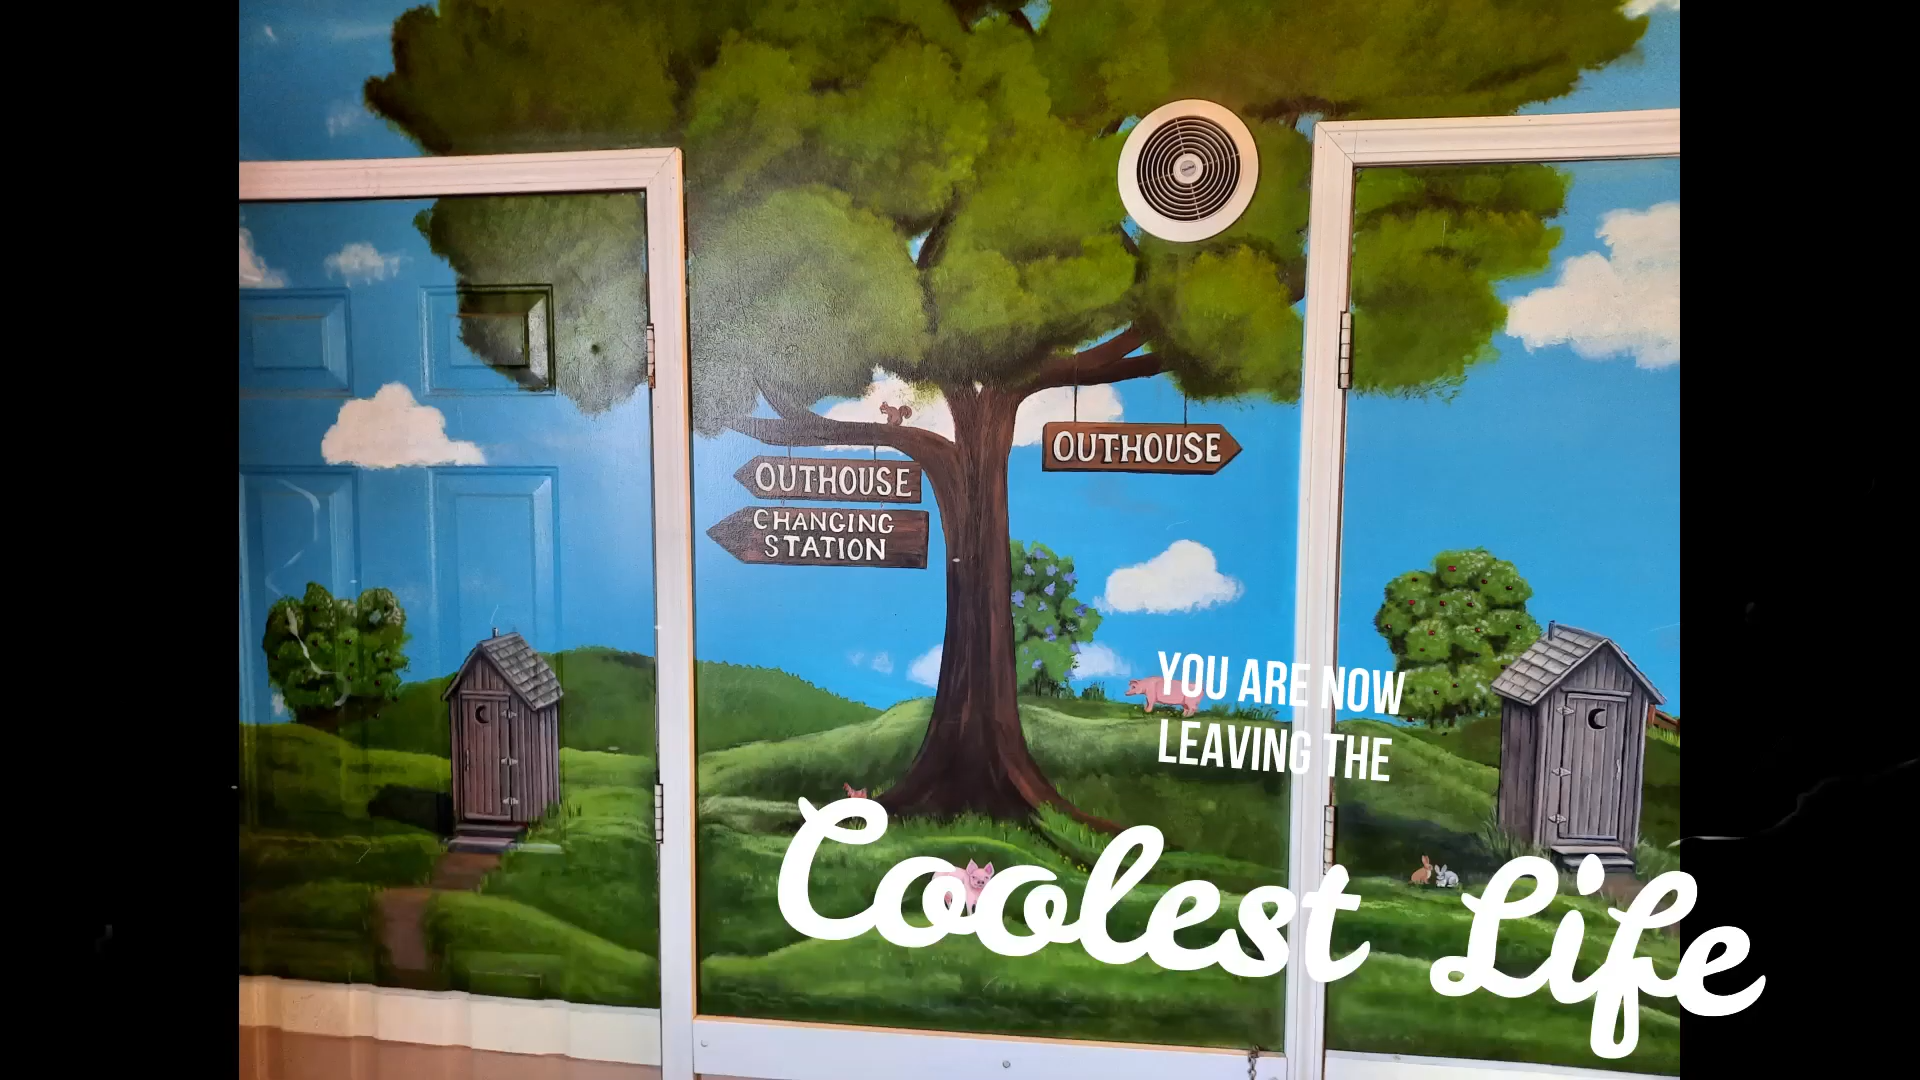 OUTHOUSE
OUTHOUSE
CHANGING
STATION
YOU ARE NOW
LEAVING THE
Coolest Life